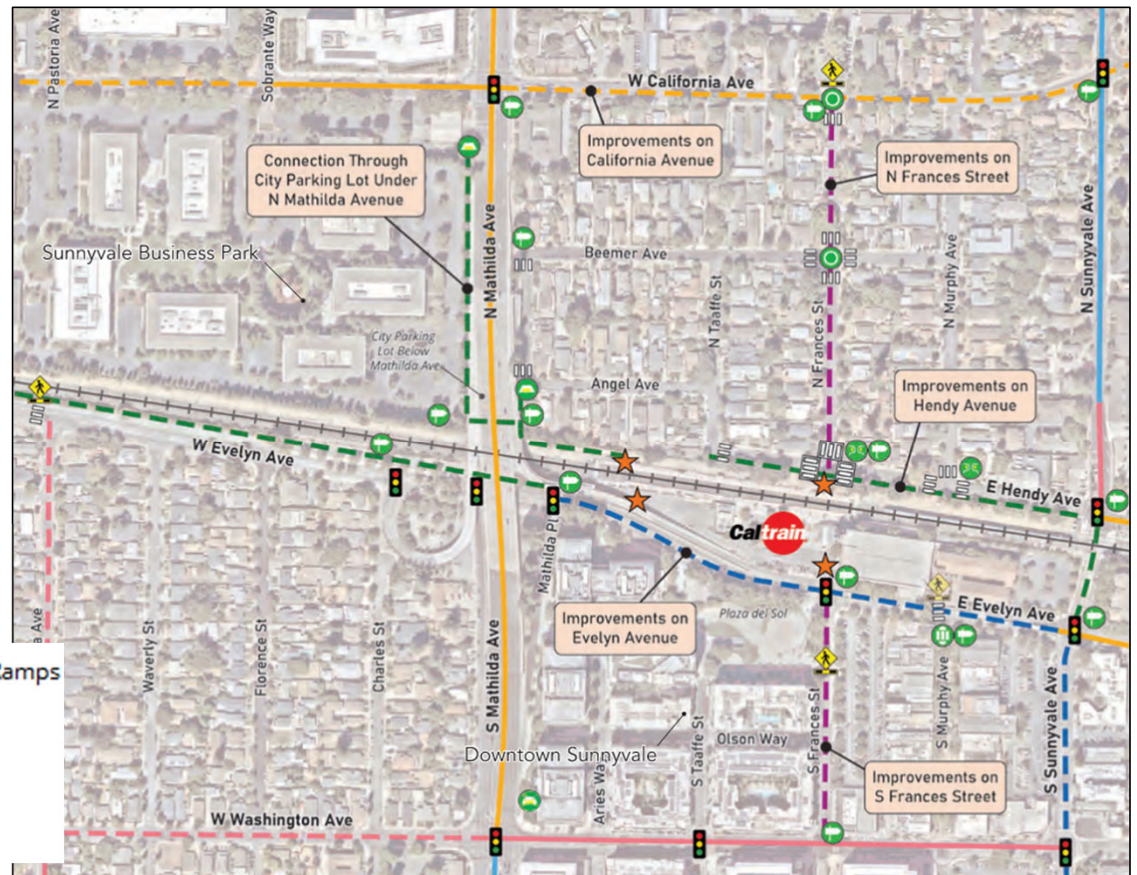 N Pastoria Ave
Sobrante Way
W California Ave
Improvements on
California Avenue
Connection Through
City Parking Lot Under
N Mathilda Avenue
Improvements on
N Frances Street
Sunnyvale Business Park
N Mathilda Ave
Beemer Ave
N Taaffe St
N Frances St
N Murphy Ave
N Sunnyvale Ave
City Parking
Lot Below
Mathilda Ave
Angel Ave
Improvements on
Hendy Avenue
W Evelyn Ave
E Hendy Ave
Caltrain
Mathilda Pl
Plaza del Sol
E Evelyn Ave
Improvements on
Evelyn Avenue
a Ave
Ramps
Waverly St
Florence St
Charles St
S Mathilda Ave
Downtown Sunnyvale
Aries Way
S Taaffe St
Olson Way
S Frances St
S Murphy Ave
S Sunnyvale Ave
Improvements on
S Frances Street
W Washington Ave